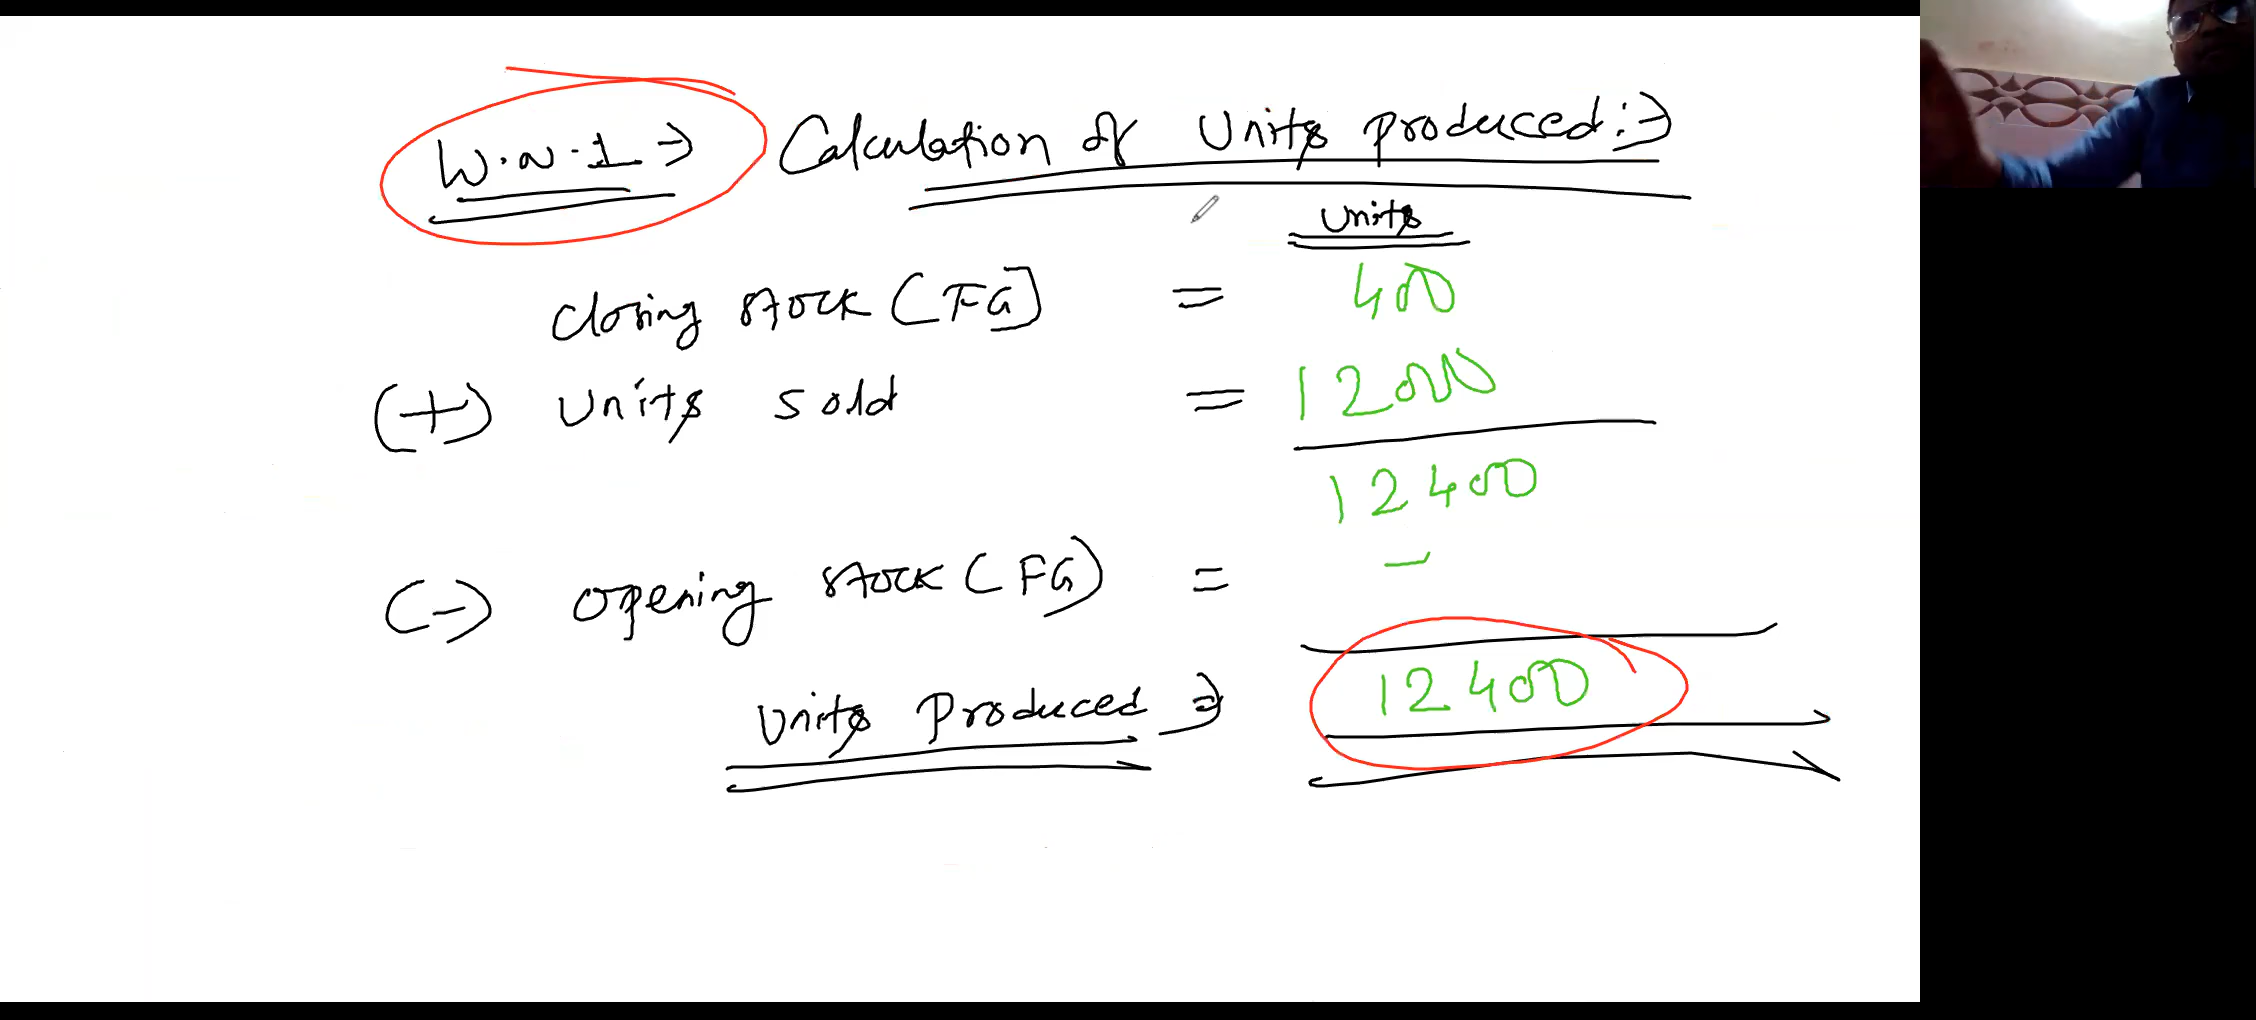 W.N.1 → Calculation of Units Produced :→
Units
Closing stock (FG) = 400
(+) Units sold = 12000
12400
(-) Opening stock (FG) = -
Units Produced → 12400